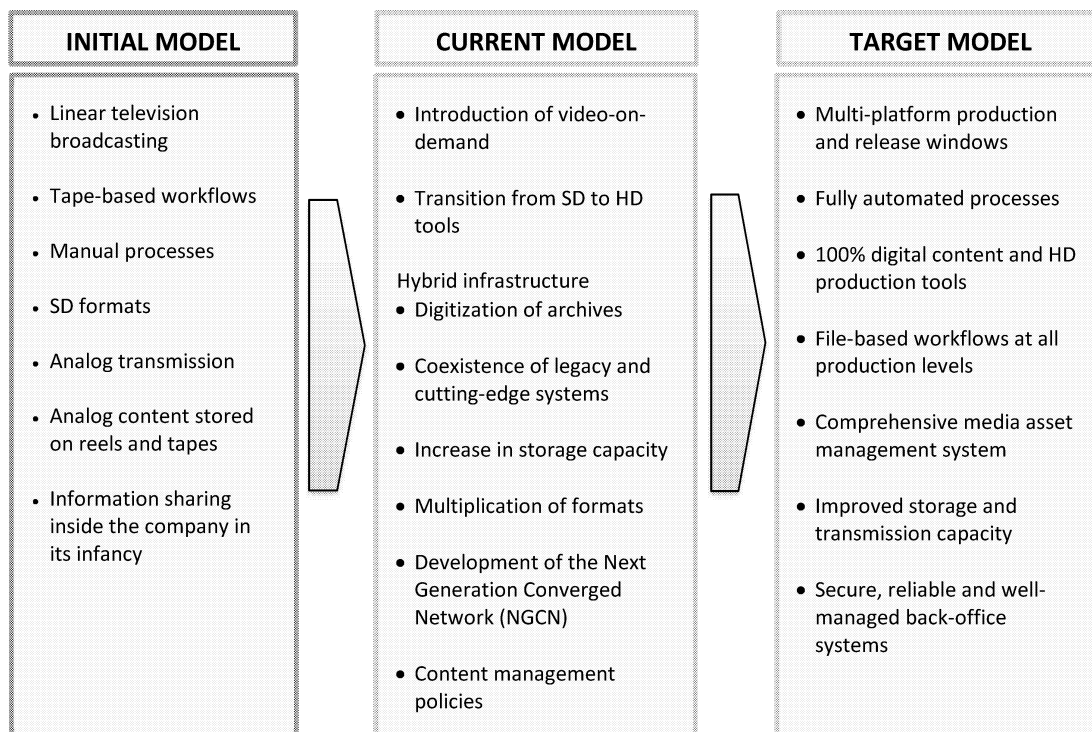 INITIAL MODEL
• Linear television
broadcasting
• Tape-based workflows
• Manual processes
• SD formats
• Analog transmission
• Analog content stored
on reels and tapes
• Information sharing
inside the company in
its infancy
CURRENT MODEL
• Introduction of video-on-
demand
• Transition from SD to HD
tools
Hybrid infrastructure
• Digitization of archives
• Coexistence of legacy and
cutting-edge systems
• Increase in storage capacity
• Multiplication of formats
• Development of the Next
Generation Converged
Network (NGCN)
• Content management
policies
TARGET MODEL
• Multi-platform production
and release windows
• Fully automated processes
• 100% digital content and HD
production tools
• File-based workflows at all
production levels
• Comprehensive media asset
management system
• Improved storage and
transmission capacity
• Secure, reliable and well-
managed back-office
systems